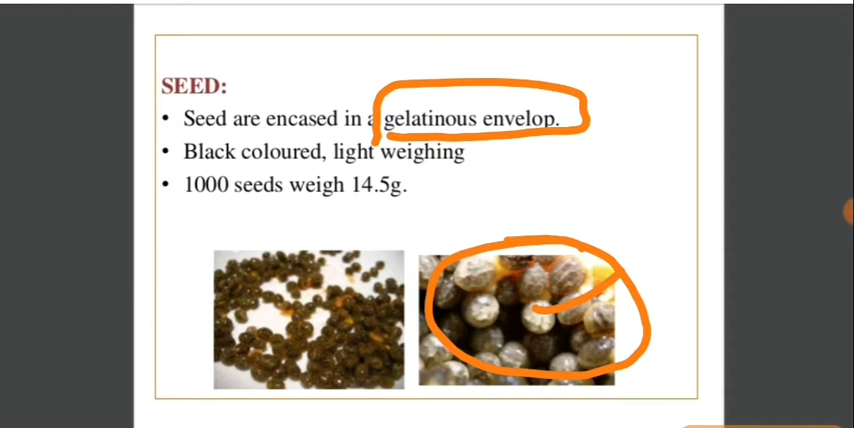 SEED:
• Seed are encased in a gelatinous envelop.
• Black coloured, light weighing
• 1000 seeds weigh 14.5g.